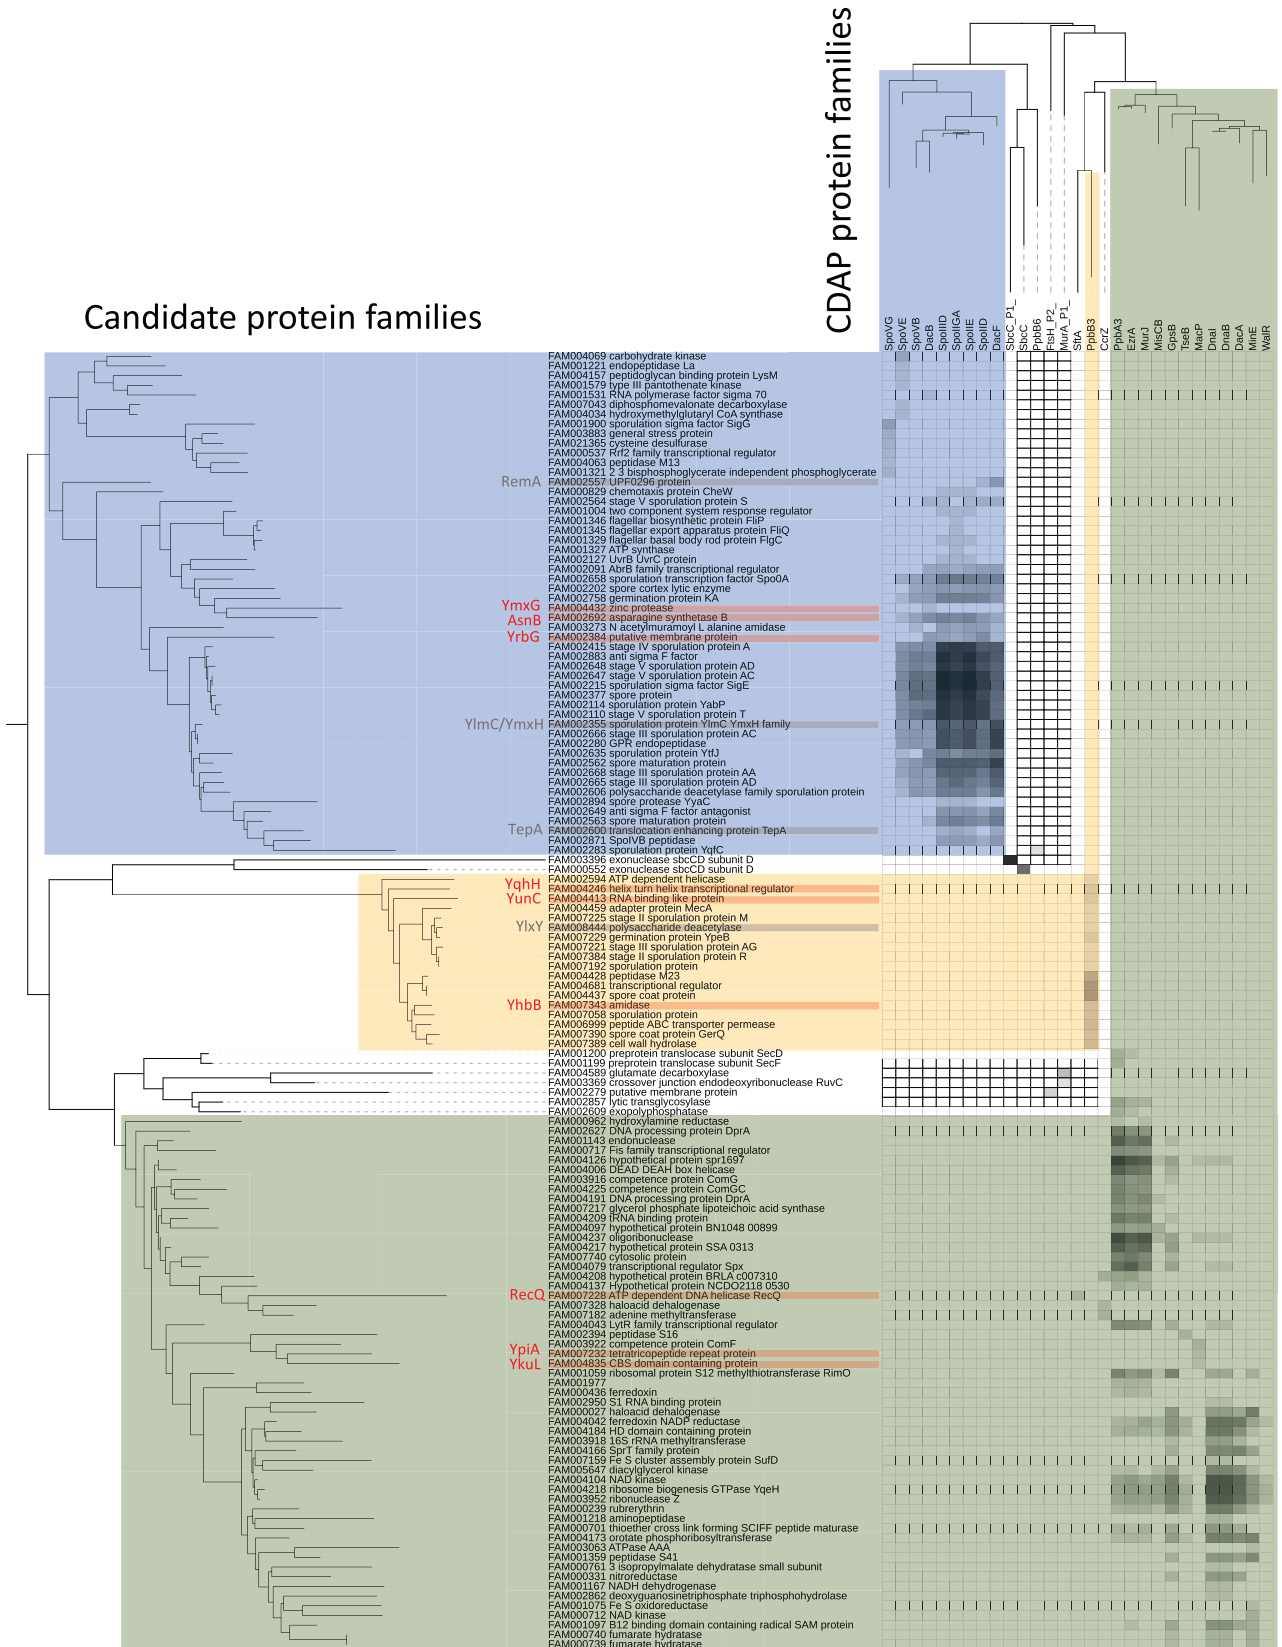 CDAP protein families
Candidate protein families
SpoVG
SpoVE
SpoVB
DacB
SpoIIID
SpoIIGA
SpoIIE
SpoIID
DacF
SbcC_P1_
SbcC
PpbB6
PtsH_P2_
MurA_P1_
SftA
PpbB3
CcrZ
PpbA3
EzrA
MurJ
MisCB
GpsB
TseB
MacP
DnaI
DnaB
DacA
MinE
WalR
FAM004069 carbohydrate kinase
FAM001221 endopeptidase La
FAM004157 peptidoglycan binding protein LysM
FAM001579 type III pantothenate kinase
FAM001531 RNA polymerase factor sigma 70
FAM007043 diphosphomevalonate decarboxylase
FAM004034 hydroxymethylglutaryl CoA synthase
FAM001900 sporulation sigma factor SigG
FAM003883 general stress protein
FAM021365 cysteine desulfurase
FAM000537 Rrf2 family transcriptional regulator
FAM004063 peptidase M13
FAM001321 2 3 bisphosphoglycerate independent phosphoglycerate
RemA FAM002557 UPF0296 protein
FAM000829 chemotaxis protein CheW
FAM002564 stage V sporulation protein S
FAM001004 two component system response regulator
FAM001346 flagellar biosynthetic protein FliP
FAM001345 flagellar export apparatus protein FliQ
FAM001329 flagellar basal body rod protein FlgC
FAM001327 ATP synthase
FAM002127 UvrB UvrC protein
FAM002091 AbrB family transcriptional regulator
FAM002658 sporulation transcription factor Spo0A
FAM002202 spore cortex lytic enzyme
FAM002758 germination protein KA
YmxG FAM004432 zinc protease
AsnB FAM002692 asparagine synthetase B
FAM003273 N acetylmuramoyl L alanine amidase
YrbG FAM002384 putative membrane protein
FAM002415 stage IV sporulation protein A
FAM002883 anti sigma F factor
FAM002648 stage V sporulation protein AD
FAM002647 stage V sporulation protein AC
FAM002215 sporulation sigma factor SigE
FAM002377 spore protein
FAM002114 sporulation protein YabP
FAM002110 stage V sporulation protein T
YlmC/YmxH FAM002355 sporulation protein YlmC YmxH family
FAM002666 stage III sporulation protein AC
FAM002280 GPR endopeptidase
FAM002635 sporulation protein YtfJ
FAM002562 spore maturation protein
FAM002668 stage III sporulation protein AA
FAM002665 stage III sporulation protein AD
FAM002606 polysaccharide deacetylase family sporulation protein
FAM002894 spore protease YyaC
FAM002649 anti sigma F factor antagonist
FAM002563 spore maturation protein
TepA FAM002600 translocation enhancing protein TepA
FAM002871 SpoIVB peptidase
FAM002283 sporulation protein YqfC
FAM003396 exonuclease sbcCD subunit D
FAM000552 exonuclease sbcCD subunit D
FAM002594 ATP dependent helicase
YqhH FAM004246 helix turn helix transcriptional regulator
YunC FAM004413 RNA binding like protein
FAM004459 adapter protein MecA
FAM007225 stage II sporulation protein M
YlxY FAM008444 polysaccharide deacetylase
FAM007229 germination protein YpeB
FAM007221 stage III sporulation protein AG
FAM007384 stage II sporulation protein R
FAM007192 sporulation protein
FAM004428 peptidase M23
FAM004681 transcriptional regulator
FAM004437 spore coat protein
YhbB FAM007343 amidase
FAM007058 sporulation protein
FAM006999 peptide ABC transporter permease
FAM007390 spore coat protein GerQ
FAM007389 cell wall hydrolase
FAM001200 preprotein translocase subunit SecD
FAM001199 preprotein translocase subunit SecF
FAM004589 glutamate decarboxylase
FAM003369 crossover junction endodeoxyribonuclease RuvC
FAM002279 putative membrane protein
FAM002857 lytic transglycosylase
FAM002609 exopolyphosphatase
FAM000962 hydroxylamine reductase
FAM002627 DNA processing protein DprA
FAM001143 endonuclease
FAM000717 Fis family transcriptional regulator
FAM004126 hypothetical protein spr1697
FAM004006 DEAD DEAH box helicase
FAM003916 competence protein ComG
FAM004225 competence protein ComGC
FAM004191 DNA processing protein DprA
FAM007217 glycerol phosphate lipoteichoic acid synthase
FAM004209 tRNA binding protein
FAM004097 hypothetical protein BN1048 00899
FAM004237 oligoribonuclease
FAM004217 hypothetical protein SSA 0313
FAM007740 cytosolic protein
FAM004079 transcriptional regulator Spx
FAM004208 hypothetical protein BRLA c007310
FAM004137 Hypothetical protein NCDO2118 0530
RecQ FAM007228 ATP dependent DNA helicase RecQ
FAM007328 haloacid dehalogenase
FAM007182 adenine methyltransferase
FAM004043 LytR family transcriptional regulator
FAM002394 peptidase S16
FAM003922 competence protein ComF
YpiA FAM007232 tetratricopeptide repeat protein
YkuL FAM004835 CBS domain containing protein
FAM001059 ribosomal protein S12 methylthiotransferase RimO
FAM001977
FAM000436 ferredoxin
FAM002950 S1 RNA binding protein
FAM000027 haloacid dehalogenase
FAM004042 ferredoxin NADP reductase
FAM004184 HD domain containing protein
FAM003918 16S rRNA methyltransferase
FAM004166 SprT family protein
FAM007159 Fe S cluster assembly protein SufD
FAM005647 diacylglycerol kinase
FAM004104 NAD kinase
FAM004218 ribosome biogenesis GTPase YqeH
FAM003952 ribonuclease Z
FAM000239 rubrerythrin
FAM001218 aminopeptidase
FAM000701 thioether cross link forming SCIFF peptide maturase
FAM004173 orotate phosphoribosyltransferase
FAM003063 ATPase AAA
FAM001359 peptidase S41
FAM000761 3 isopropylmalate dehydratase small subunit
FAM000331 nitroreductase
FAM001167 NADH dehydrogenase
FAM002862 deoxyguanosinetriphosphate triphosphohydrolase
FAM001075 Fe S oxidoreductase
FAM000712 NAD kinase
FAM001097 B12 binding domain containing radical SAM protein
FAM000740 fumarate hydratase
FAM000739 fumarate hydratase